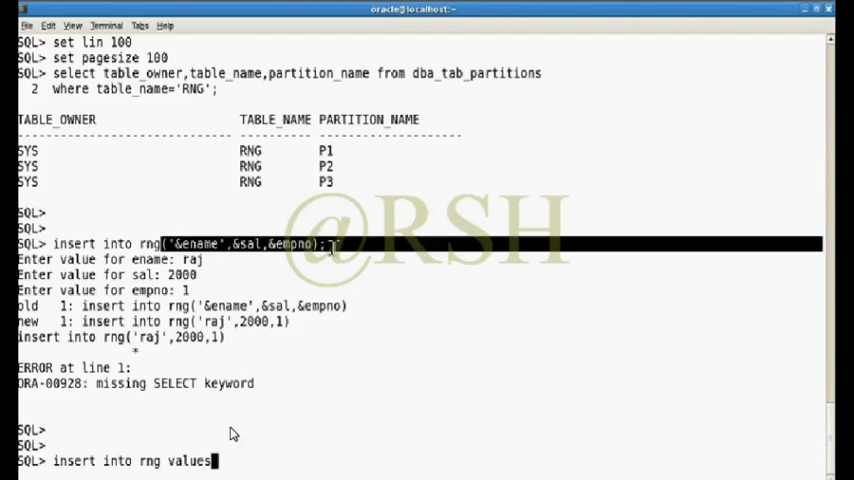 oracle@localhost:~
File Edit View Terminal Tabs Help
SQL> set lin 100
SQL> set pagesize 100
SQL> select table_owner,table_name,partition_name from dba_tab_partitions
2 where table_name='RNG';
TABLE_OWNER TABLE_NAME PARTITION_NAME
------------------------------ ---------- ------------------
SYS RNG P1
SYS RNG P2
SYS RNG P3
SQL>
SQL>
@RSH
SQL> insert into rng('&ename',&sal,&empno);
Enter value for ename: raj
Enter value for sal: 2000
Enter value for empno: 1
old 1: insert into rng('&ename',&sal,&empno)
new 1: insert into rng('raj',2000,1)
insert into rng('raj',2000,1)
*
ERROR at line 1:
ORA-00928: missing SELECT keyword
SQL>
SQL>
SQL> insert into rng values